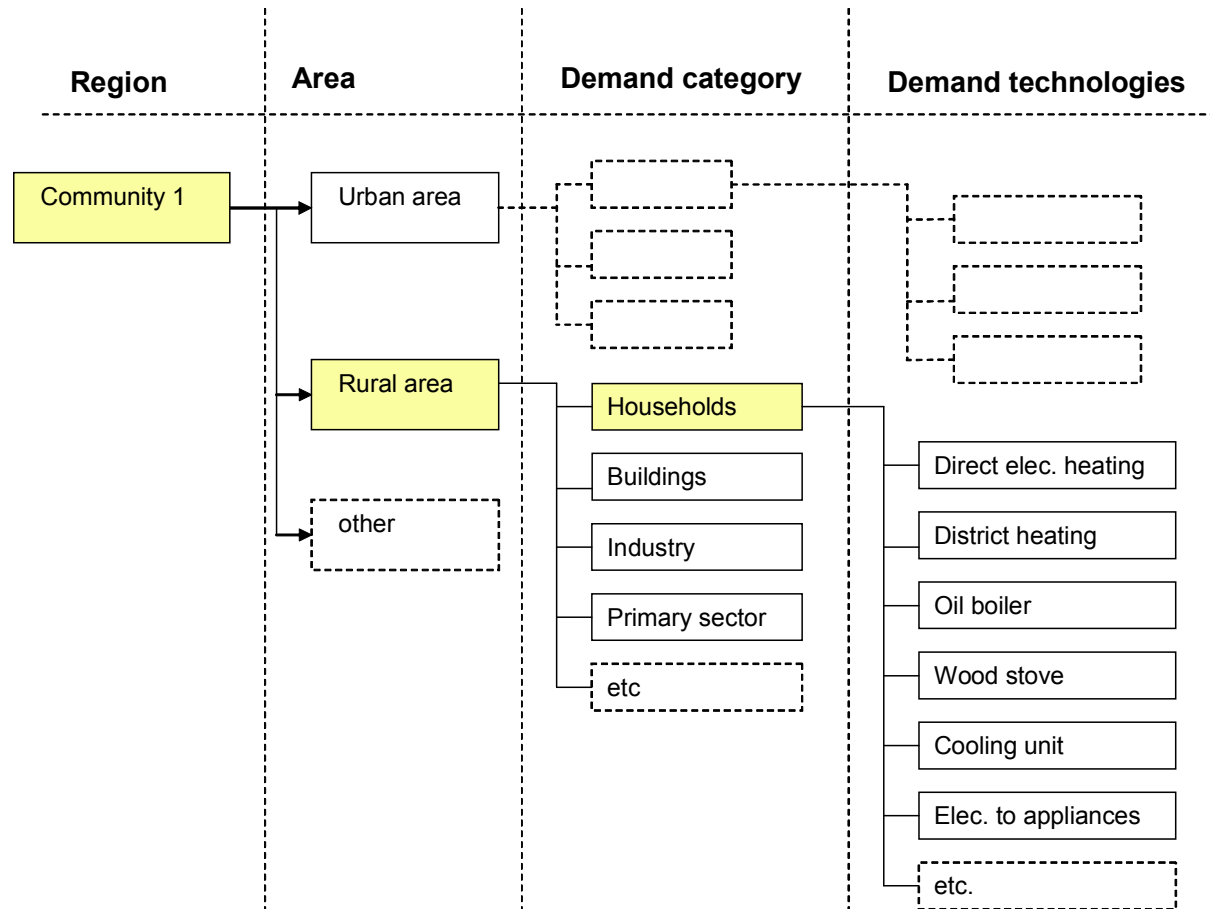 Region
Area
Demand category
Demand technologies
Community 1
Urban area
Rural area
other
Households
Buildings
Industry
Primary sector
etc
Direct elec. heating
District heating
Oil boiler
Wood stove
Cooling unit
Elec. to appliances
etc.